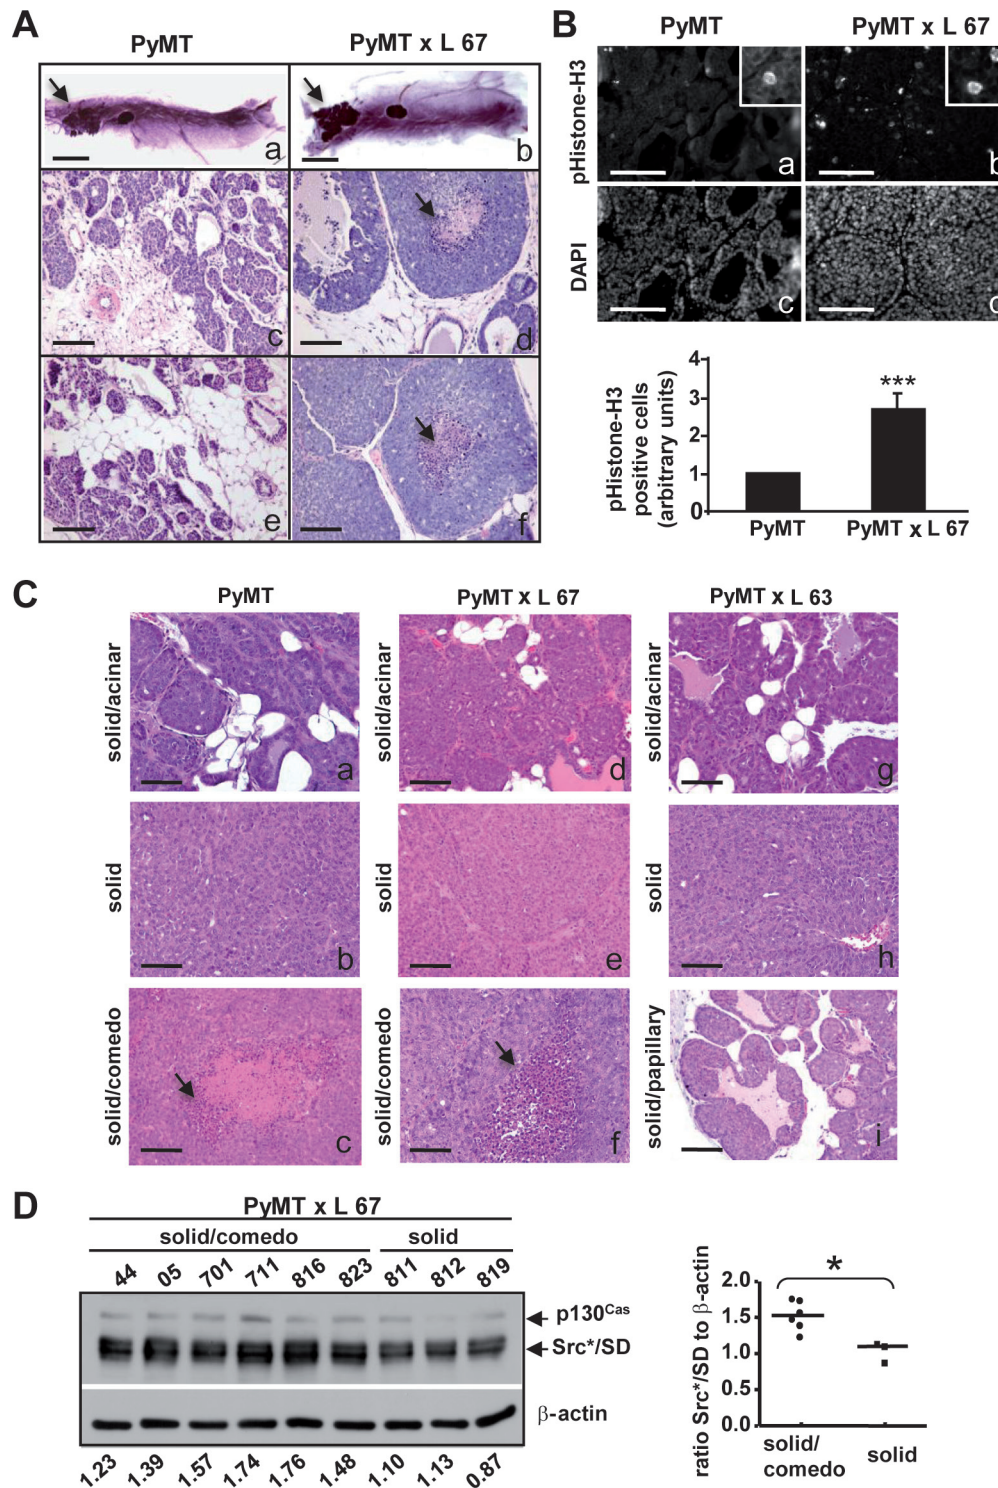 A
PyMT
PyMT x L 67
a
b
c
d
e
f
B
PyMT
PyMT x L 67
pHistone-H3
a
b
DAPI
c
pHistone-H3
positive cells
(arbitrary units)
4
3
2
1
0
***
PyMT
PyMT x L 67
C
PyMT
PyMT x L 67
PyMT x L 63
solid/acinar
a
solid/acinar
d
solid/acinar
g
solid
b
solid
e
solid
h
solid/comedo
c
solid/comedo
f
solid/papillary
i
D
PyMT x L 67
solid/comedo
solid
44 05 701 711 816 823 811 812 819
p130Cas
Src*/SD
β-actin
1.23 1.39 1.57 1.74 1.76 1.48 1.10 1.13 0.87
ratio Src*/SD to β-actin
2.0
1.5
1.0
0.5
0.0
*
solid/
comedo
solid